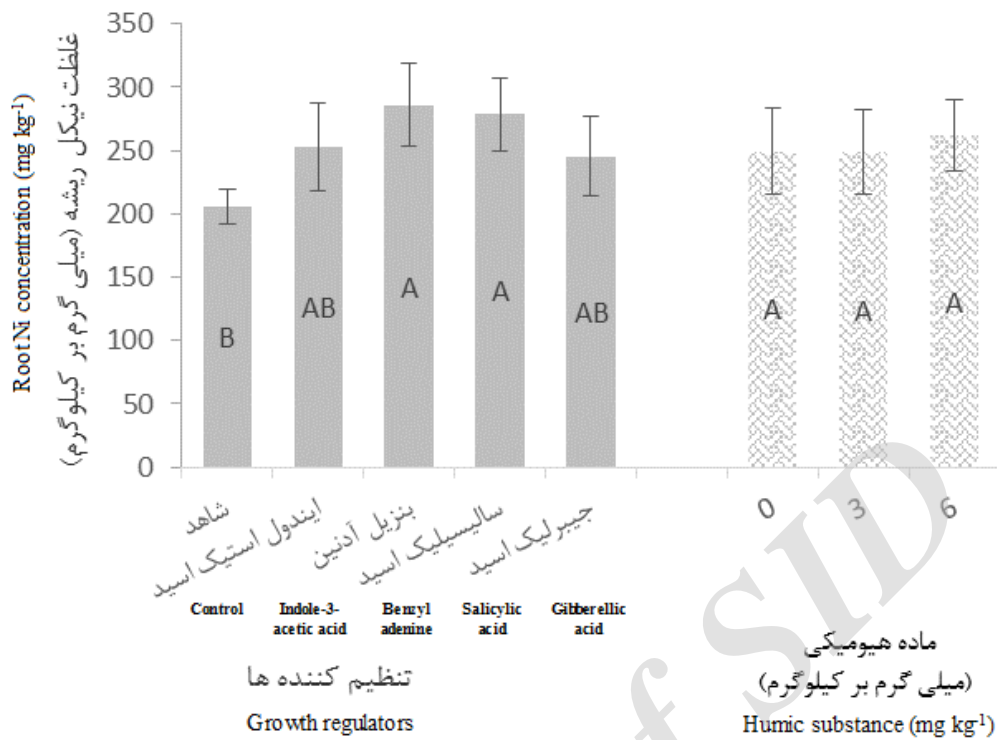 Root Ni concentration (mg kg-1)
غلظت نیکل ریشه (میلی گرم بر کیلوگرم)
350
300
250
200
150
100
50
0
B
AB
A
A
AB
A
A
A
شاهد
ایندول استیک اسید
بنزیل آدنین
سالیسیلیک اسید
جیبرلیک اسید
0
3
6
Control
Indole-3-
acetic acid
Benzyl
adenine
Salicylic
acid
Gibberellic
acid
تنظیم کننده ها
Growth regulators
ماده هیومیکی
(میلی گرم بر کیلوگرم)
Humic substance (mg kg-1)
of SID